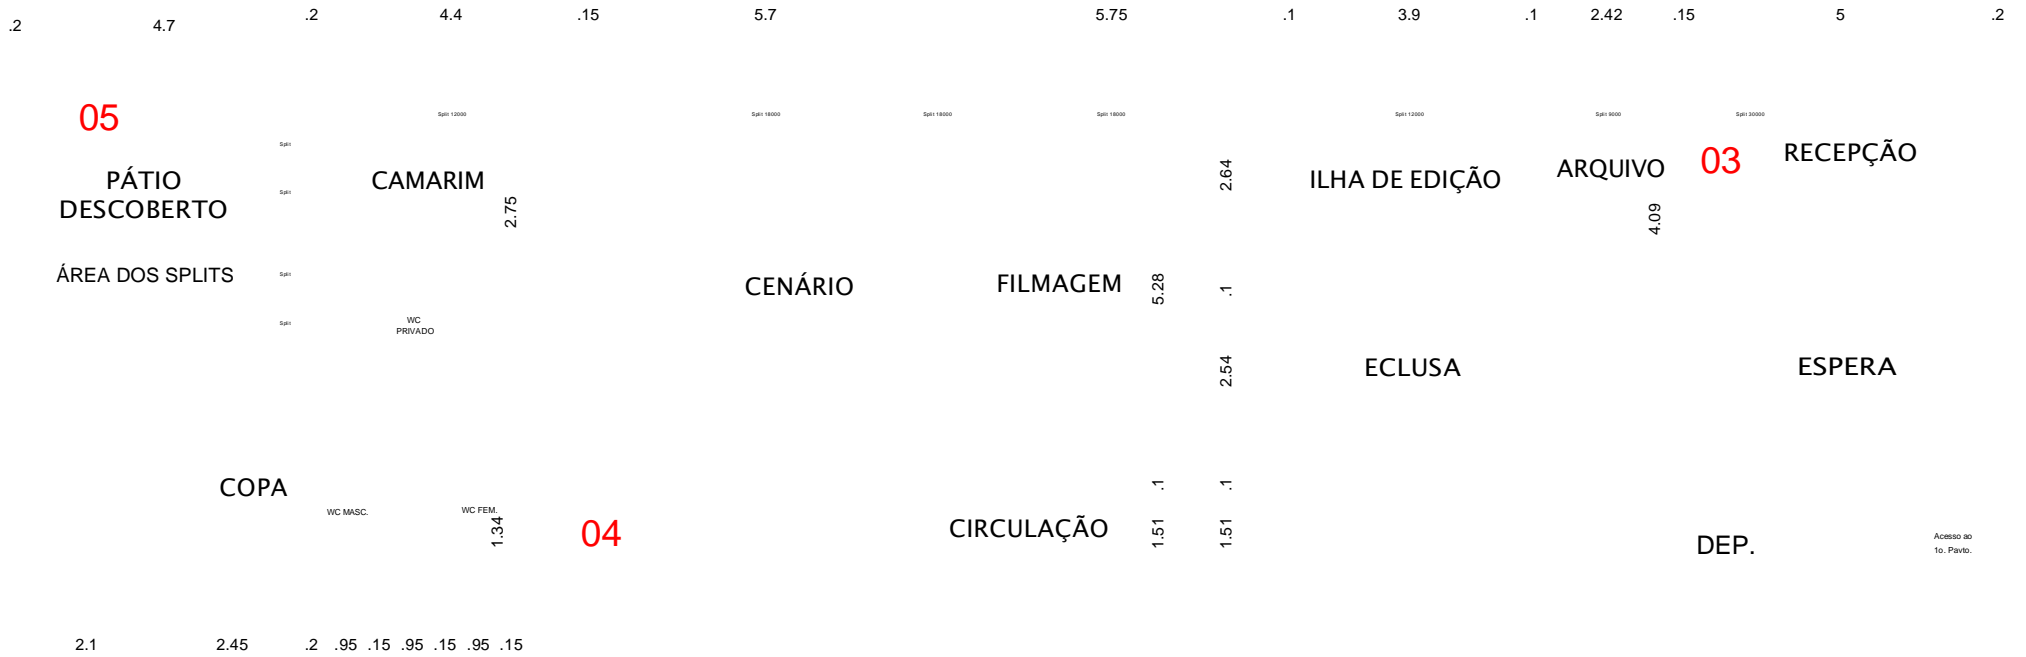 .2 4.7 .2 4.4 .15 5.7 5.75 .1 3.9 .1 2.42 .15 5 .2
Split 12000 Split 18000 Split 18000 Split 18000 Split 12000 Split 9000 Split 30000
05
Split
PÁTIO
DESCOBERTO
CAMARIM
2.75
2.64
ILHA DE EDIÇÃO
ARQUIVO
4.09
03
RECEPÇÃO
Split
ÁREA DOS SPLITS
Split
CENÁRIO
FILMAGEM
5.28
.1
Split
WC
PRIVADO
2.54
ECLUSA
ESPERA
COPA
WC MASC.
WC FEM.
1.34
04
CIRCULAÇÃO
.1
.1
1.51
1.51
DEP.
Acesso ao
1o. Pavto.
2.1 2.45 .2 .95 .15 .95 .15 .95 .15